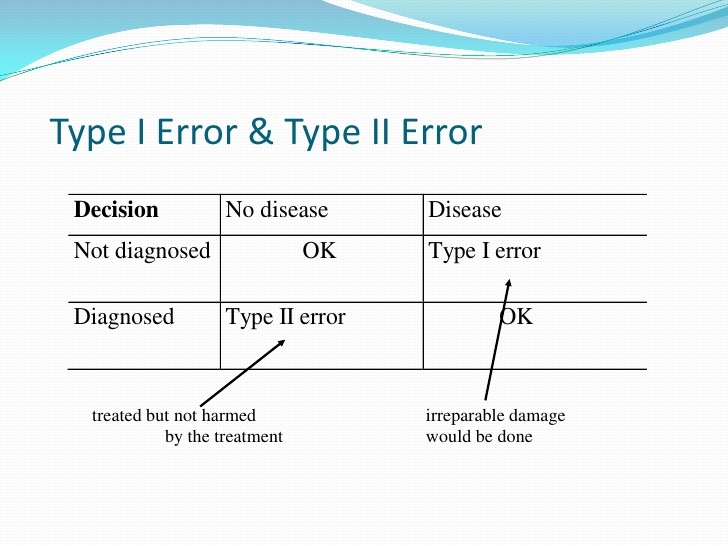 Type I Error & Type II Error
Decision No disease Disease
Not diagnosed OK Type I error
Diagnosed Type II error OK
treated but not harmed irreparable damage
by the treatment would be done